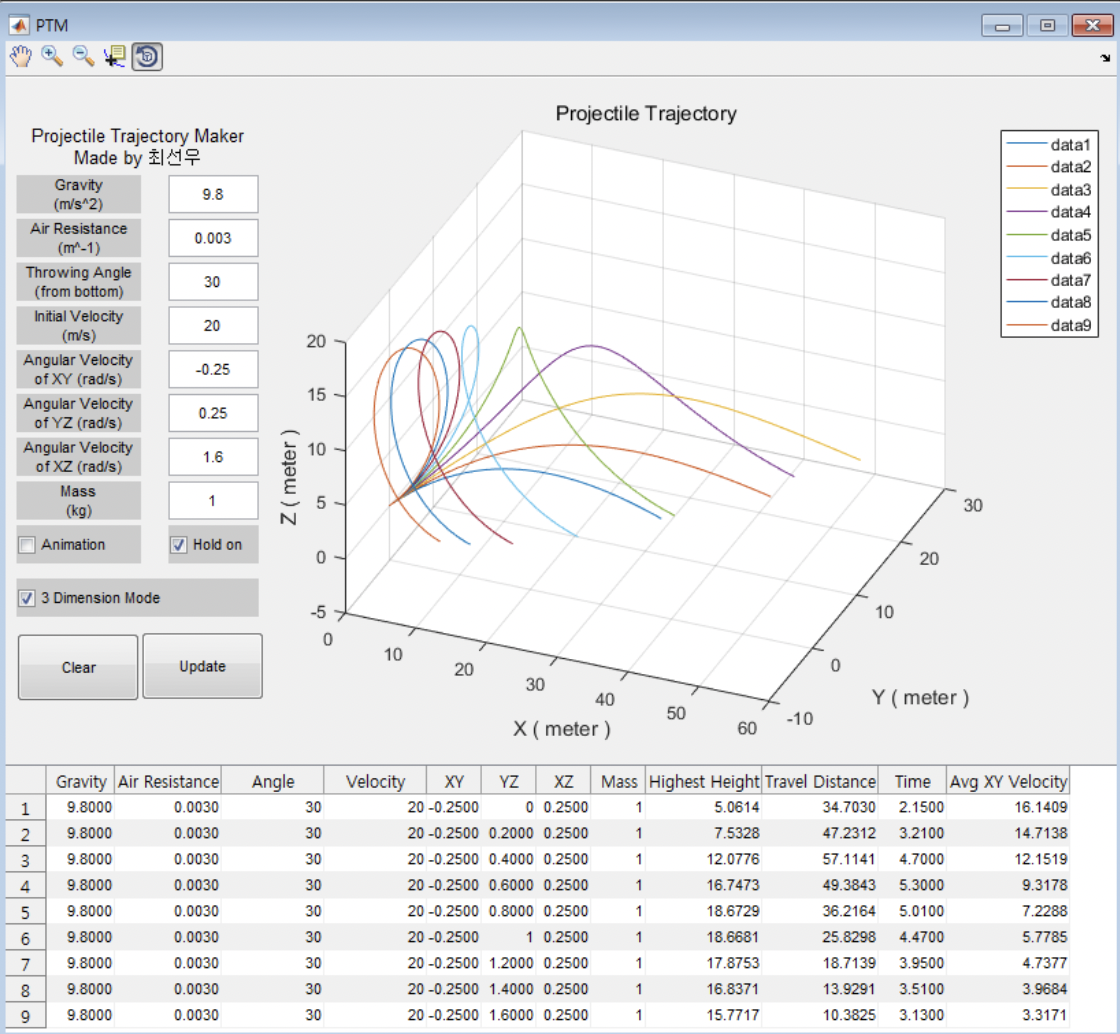 PTM
Projectile Trajectory Maker
Made by 최선우
Gravity
(m/s^2)
9.8
Air Resistance
(m^-1)
0.003
Throwing Angle
(from bottom)
30
Initial Velocity
(m/s)
20
Angular Velocity
of XY (rad/s)
-0.25
Angular Velocity
of YZ (rad/s)
0.25
Angular Velocity
of XZ (rad/s)
1.6
Mass
(kg)
1
Animation
Hold on
3 Dimension Mode
Clear
Update
Projectile Trajectory
20
15
10
5
0
-5
Z ( meter )
0
10
20
30
40
50
60
X ( meter )
-10
0
10
20
30
Y ( meter )
data1
data2
data3
data4
data5
data6
data7
data8
data9
Gravity Air Resistance Angle Velocity XY YZ XZ Mass Highest Height Travel Distance Time Avg XY Velocity
1 9.8000 0.0030 30 20 -0.2500 0 0.2500 1 5.0614 34.7030 2.1500 16.1409
2 9.8000 0.0030 30 20 -0.2500 0.2000 0.2500 1 7.5328 47.2312 3.2100 14.7138
3 9.8000 0.0030 30 20 -0.2500 0.4000 0.2500 1 12.0776 57.1141 4.7000 12.1519
4 9.8000 0.0030 30 20 -0.2500 0.6000 0.2500 1 16.7473 49.3843 5.3000 9.3178
5 9.8000 0.0030 30 20 -0.2500 0.8000 0.2500 1 18.6729 36.2164 5.0100 7.2288
6 9.8000 0.0030 30 20 -0.2500 1 0.2500 1 18.6681 25.8298 4.4700 5.7785
7 9.8000 0.0030 30 20 -0.2500 1.2000 0.2500 1 17.8753 18.7139 3.9500 4.7377
8 9.8000 0.0030 30 20 -0.2500 1.4000 0.2500 1 16.8371 13.9291 3.5100 3.9684
9 9.8000 0.0030 30 20 -0.2500 1.6000 0.2500 1 15.7717 10.3825 3.1300 3.3171